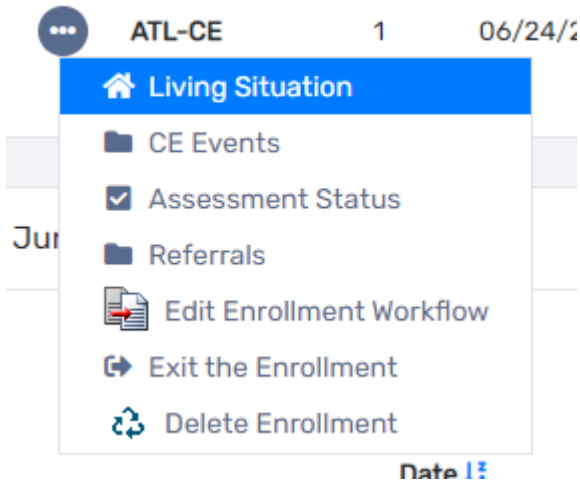 ATL-CE 1 06/24/2
Living Situation
CE Events
Assessment Status
Jur
Referrals
Edit Enrollment Workflow
Exit the Enrollment
Delete Enrollment
Date